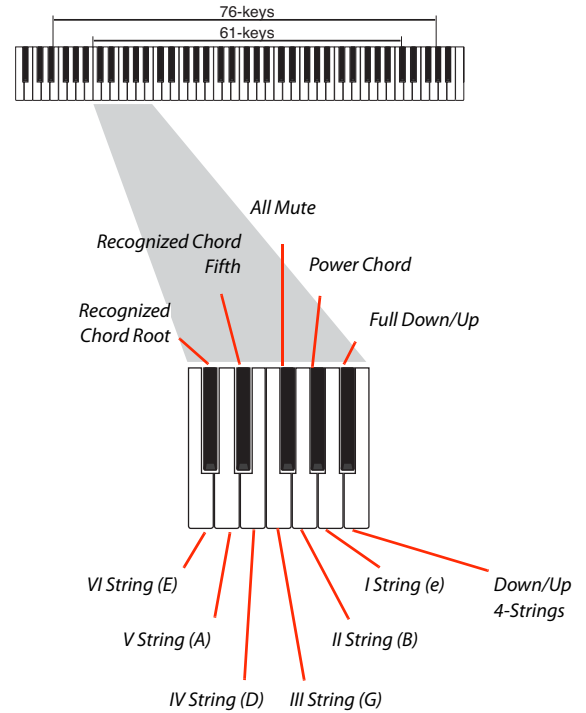 76-keys
61-keys
All Mute
Recognized Chord
Fifth
Power Chord
Recognized
Chord Root
Full Down/Up
VI String (E)
I String (e)
Down/Up
4-Strings
V String (A)
II String (B)
IV String (D)
III String (G)